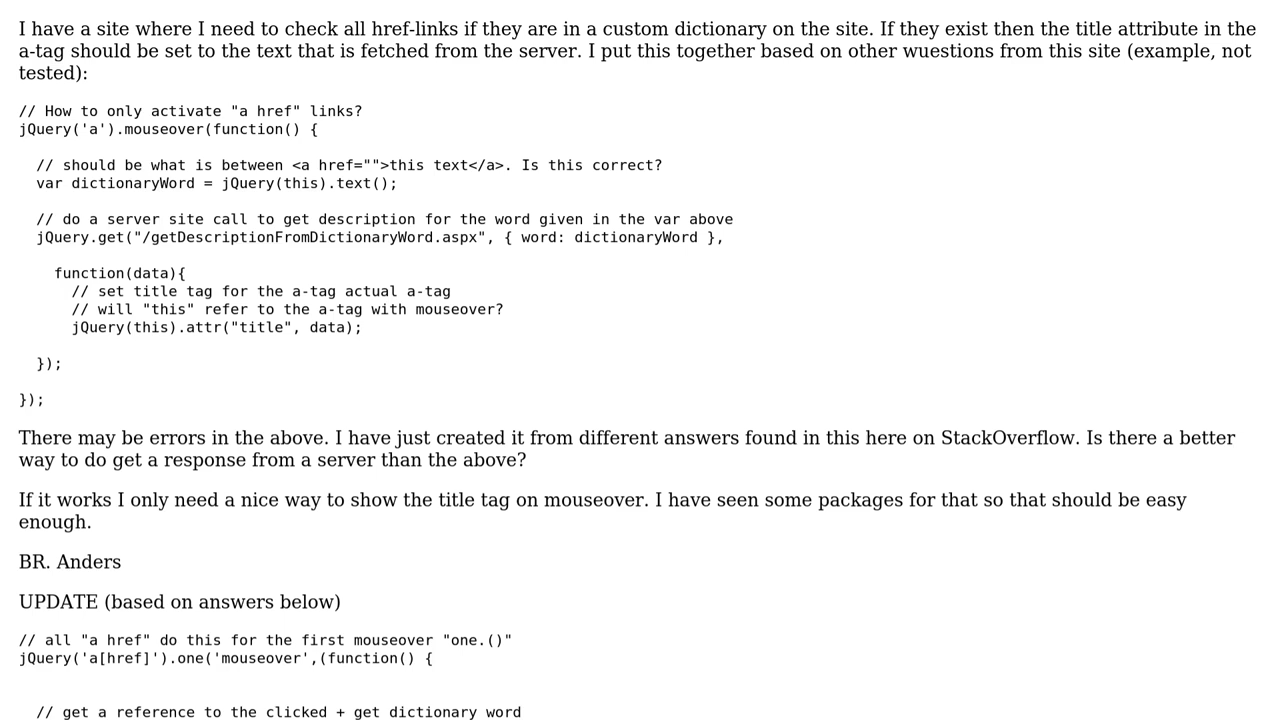 I have a site where I need to check all href-links if they are in a custom dictionary on the site. If they exist then the title attribute in the
a-tag should be set to the text that is fetched from the server. I put this together based on other wuestions from this site (example, not
tested):
// How to only activate "a href" links?
jQuery('a').mouseover(function() {
// should be what is between <a href="">this text</a>. Is this correct?
var dictionaryWord = jQuery(this).text();
// do a server site call to get description for the word given in the var above
jQuery.get("/getDescriptionFromDictionaryWord.aspx", { word: dictionaryWord },
function(data){
// set title tag for the a-tag actual a-tag
// will "this" refer to the a-tag with mouseover?
jQuery(this).attr("title", data);
});
});
There may be errors in the above. I have just created it from different answers found in this here on StackOverflow. Is there a better
way to do get a response from a server than the above?
If it works I only need a nice way to show the title tag on mouseover. I have seen some packages for that so that should be easy
enough.
BR. Anders
UPDATE (based on answers below)
// all "a href" do this for the first mouseover "one.()"
jQuery('a[href]').one('mouseover',(function() {
// get a reference to the clicked + get dictionary word